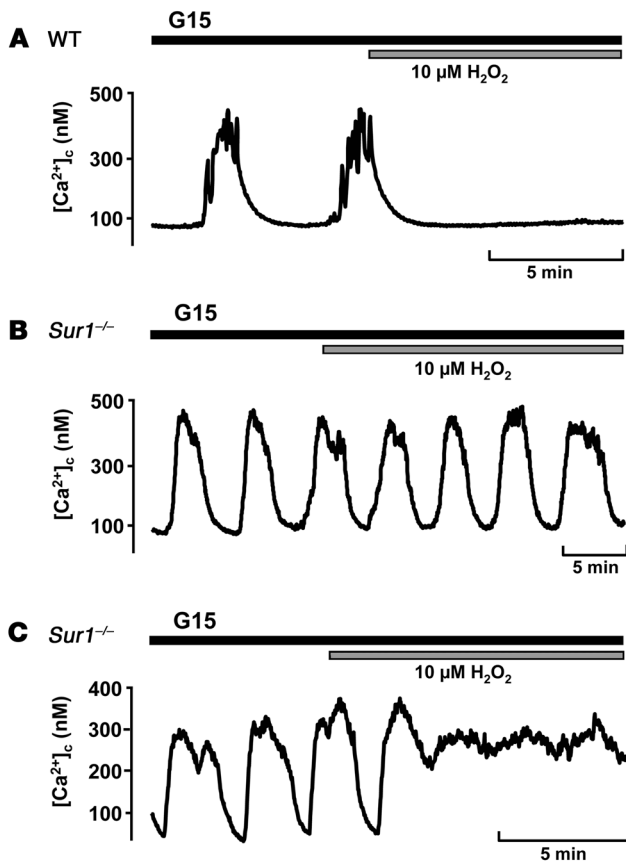 G15
A WT
10 µM H₂O₂
500
300
100
[Ca²⁺]c (nM)
5 min
G15
B Sur1⁻/⁻
10 µM H₂O₂
500
300
100
[Ca²⁺]c (nM)
5 min
G15
C Sur1⁻/⁻
10 µM H₂O₂
400
300
200
100
[Ca²⁺]c (nM)
5 min